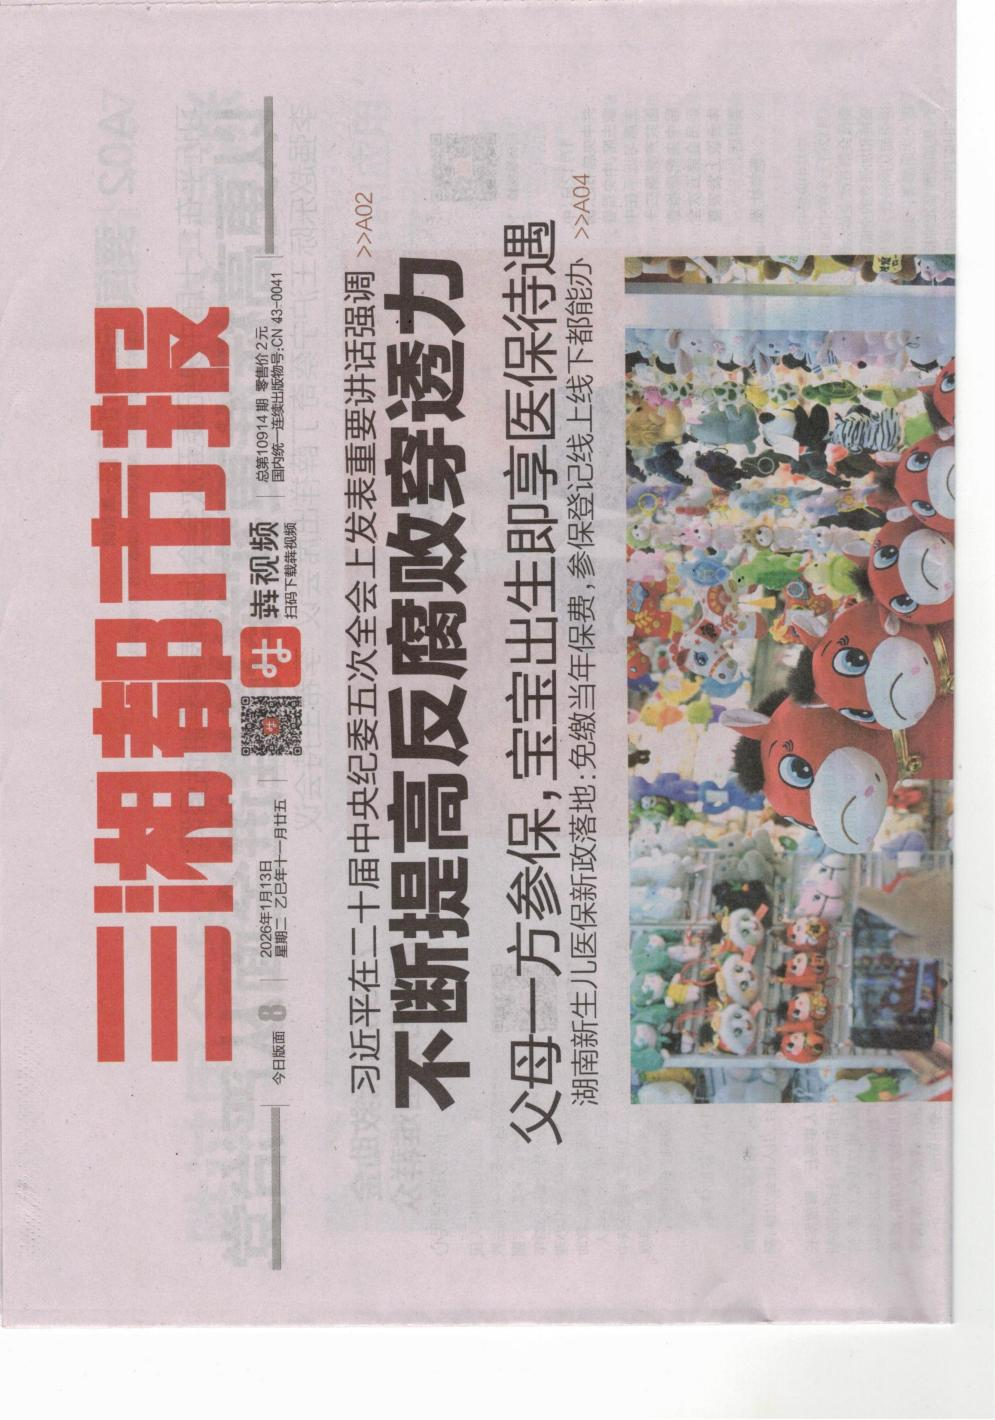 三湘都市报
今日版面 8
2026年1月13日
星期二 乙巳年十一月廿五
犇视频
扫码下载犇视频
总第10914期 零售价2元
国内统一连续出版物号:CN 43-0041
习近平在二十届中央纪委五次全会上发表重要讲话强调 >>A02
不断提高反腐败穿透力
父母一方参保,宝宝出生即享医保待遇
湖南新生儿医保新政落地:免缴当年保费,参保登记线上线下都能办 >>A04